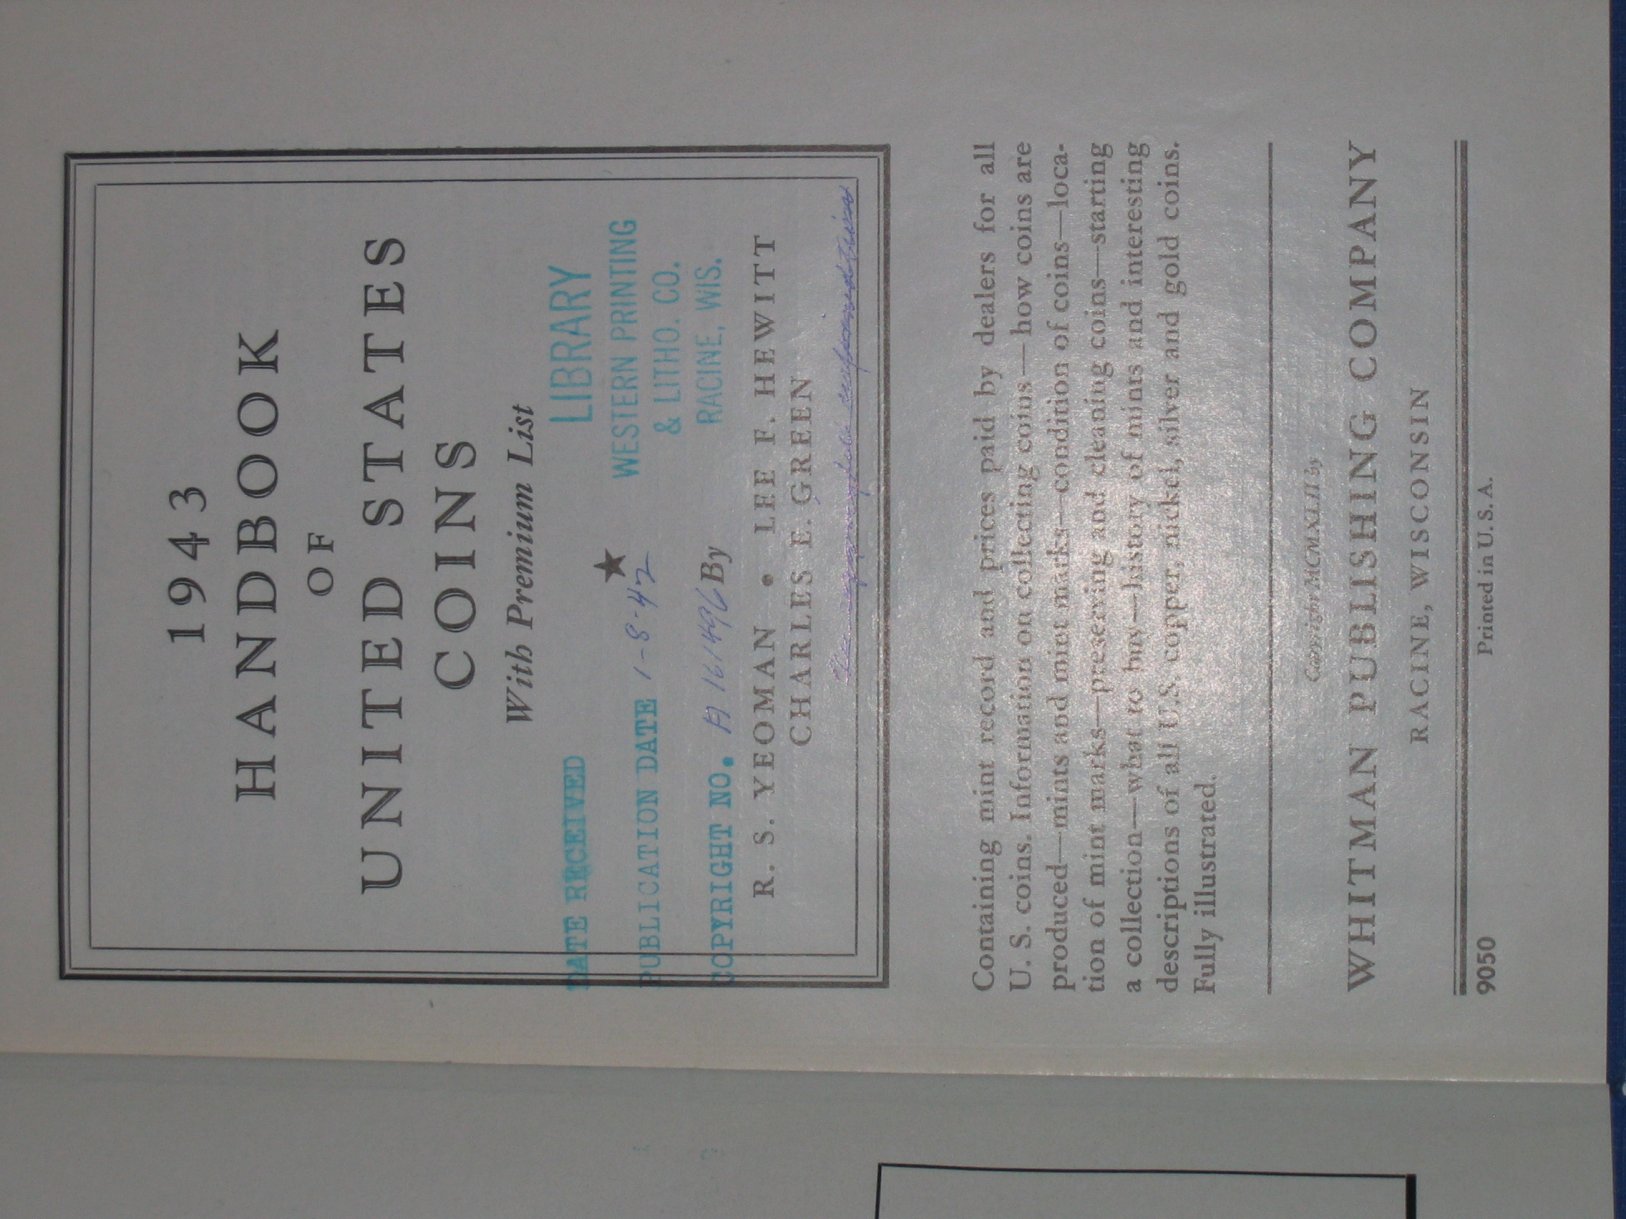 1943
HANDBOOK
OF
UNITED STATES
COINS
With Premium List
LIBRARY
WESTERN PRINTING
& LITHO. CO.
RACINE, WIS.
DATE RECEIVED
PUBLICATION DATE 1-8-42
COPYRIGHT NO. A 161496
By
R. S. YEOMAN • LEE F. HEWITT
CHARLES E. GREEN
Containing mint record and prices paid by dealers for all
U. S. coins. Information on collecting coins—how coins are
produced—mints and mint marks—condition of coins—loca-
tion of mint marks—preserving and cleaning coins—starting
a collection—what to buy—history of mints and interesting
descriptions of all U.S. copper, nickel, silver and gold coins.
Fully illustrated.
Copyright MCMXLII by
WHITMAN PUBLISHING COMPANY
RACINE, WISCONSIN
9050
Printed in U. S. A.